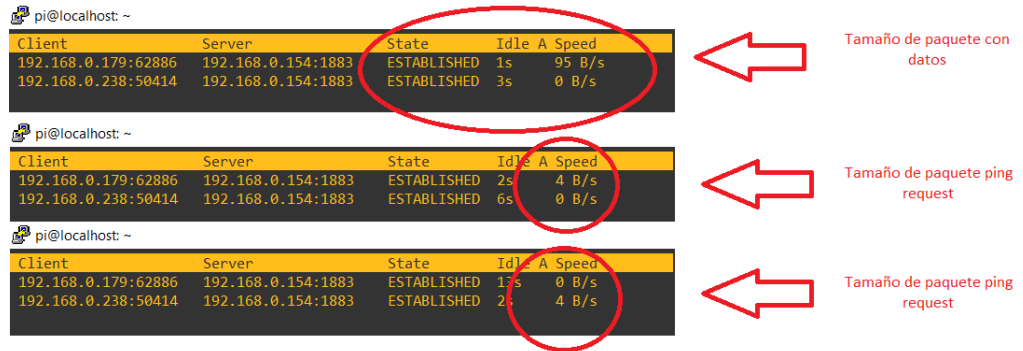 pi@localhost: ~
Client Server State Idle A Speed
192.168.0.179:62886 192.168.0.154:1883 ESTABLISHED 1s 95 B/s
192.168.0.238:50414 192.168.0.154:1883 ESTABLISHED 3s 0 B/s
Tamaño de paquete con
datos
pi@localhost: ~
Client Server State Idle A Speed
192.168.0.179:62886 192.168.0.154:1883 ESTABLISHED 2s 4 B/s
192.168.0.238:50414 192.168.0.154:1883 ESTABLISHED 6s 0 B/s
Tamaño de paquete ping
request
pi@localhost: ~
Client Server State Idle A Speed
192.168.0.179:62886 192.168.0.154:1883 ESTABLISHED 0 B/s
192.168.0.238:50414 192.168.0.154:1883 ESTABLISHED 2s 4 B/s
Tamaño de paquete ping
request